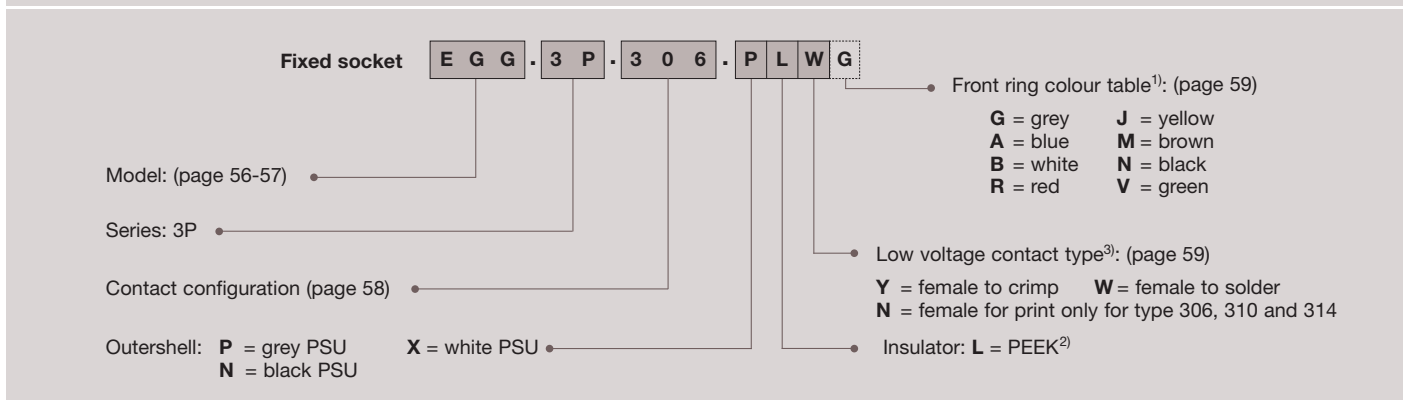 Fixed socket E G G . 3 P . 3 0 6 . P L W G
Front ring colour table1): (page 59)
G = grey J = yellow
A = blue M = brown
B = white N = black
R = red V = green
Model: (page 56-57)
Series: 3P
Low voltage contact type3): (page 59)
Y = female to crimp W = female to solder
N = female for print only for type 306, 310 and 314
Contact configuration (page 58)
Outershell: P = grey PSU X = white PSU
N = black PSU
Insulator: L = PEEK2)